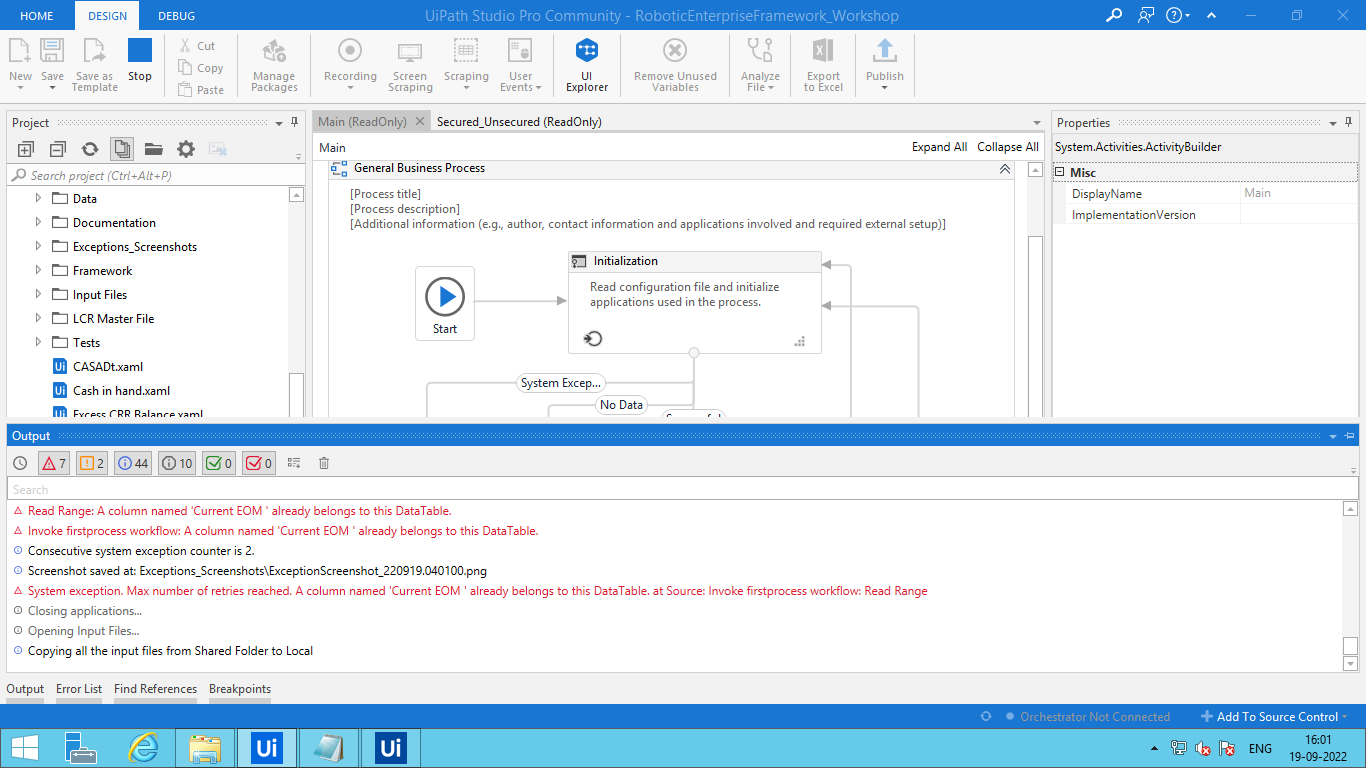 HOME DESIGN DEBUG UiPath Studio Pro Community - RoboticEnterpriseFramework_Workshop
New Save Save as Template Stop
Cut
Copy
Paste
Manage Packages
Recording
Screen Scraping
Scraping
User Events
UI Explorer
Remove Unused Variables
Analyze File
Export to Excel
Publish
Project
Search project (Ctrl+Alt+P)
Data
Documentation
Exceptions_Screenshots
Framework
Input Files
LCR Master File
Tests
CASADt.xaml
Cash in hand.xaml
Excess CRR Balance.xaml
Main (ReadOnly) Secured_Unsecured (ReadOnly)
Main Expand All Collapse All
General Business Process
[Process title]
[Process description]
[Additional information (e.g., author, contact information and applications involved and required external setup)]
Initialization
Read configuration file and initialize
applications used in the process.
Start
System Excep...
No Data
Properties
System.Activities.ActivityBuilder
Misc
DisplayName Main
ImplementationVersion
Output
7 2 44 10 0 0
Search
Read Range: A column named 'Current EOM ' already belongs to this DataTable.
Invoke firstprocess workflow: A column named 'Current EOM ' already belongs to this DataTable.
Consecutive system exception counter is 2.
Screenshot saved at: Exceptions_Screenshots\ExceptionScreenshot_220919.040100.png
System exception. Max number of retries reached. A column named 'Current EOM ' already belongs to this DataTable. at Source: Invoke firstprocess workflow: Read Range
Closing applications...
Opening Input Files...
Copying all the input files from Shared Folder to Local
Output Error List Find References Breakpoints
Orchestrator Not Connected Add To Source Control
Ui Ui ENG 16:01
19-09-2022